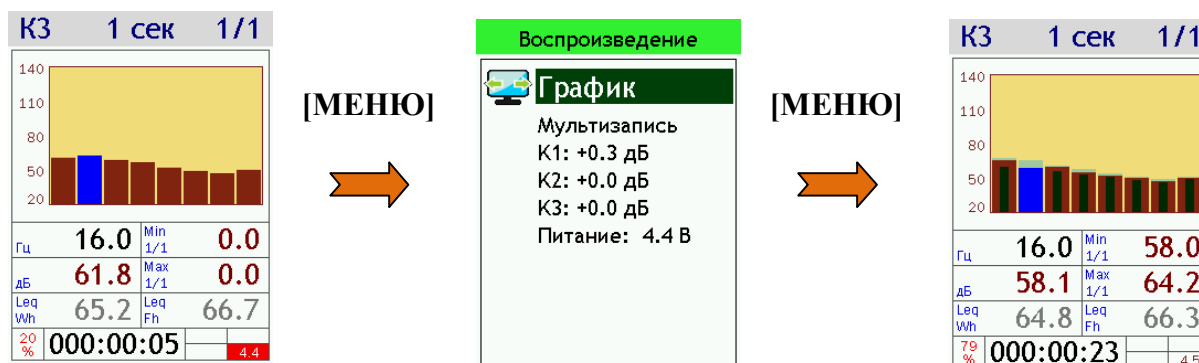 К3 1 сек 1/1
140
110
80
50
20
Гц 16.0 Min 1/1 0.0
дБ 61.8 Max 1/1 0.0
Leq Wh 65.2 Leq Fh 66.7
20 % 000:00:05 4.4
[МЕНЮ]
Воспроизведение
График
Мультизапись
К1: +0.3 дБ
К2: +0.0 дБ
К3: +0.0 дБ
Питание: 4.4 В
[МЕНЮ]
К3 1 сек 1/1
140
110
80
50
20
Гц 16.0 Min 1/1 58.0
дБ 58.1 Max 1/1 64.2
Leq Wh 64.8 Leq Fh 66.3
79 % 000:00:23